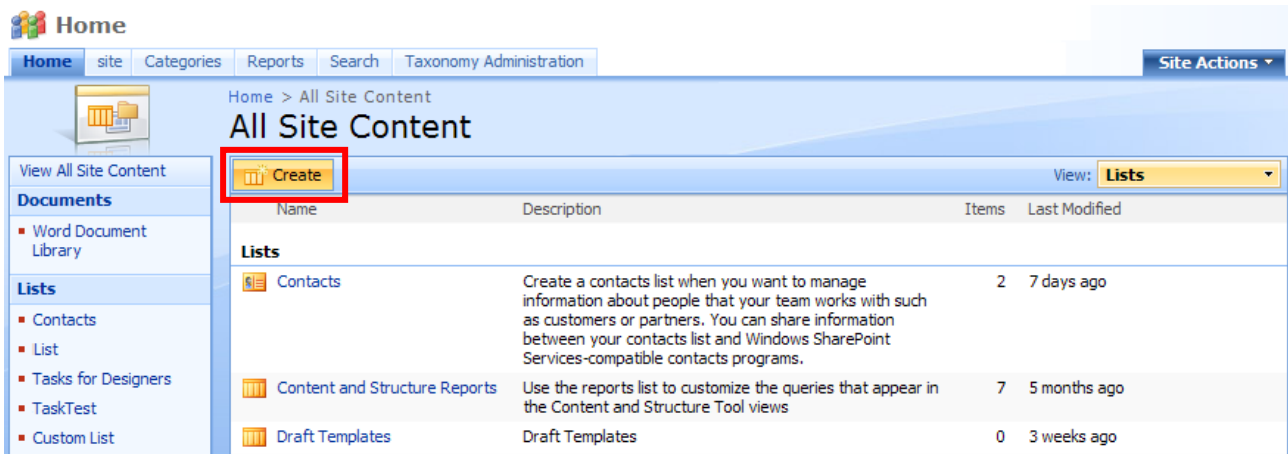 Home
Home site Categories Reports Search Taxonomy Administration Site Actions
Home > All Site Content
All Site Content
View All Site Content
Create View: Lists
Documents
Name Description Items Last Modified
Word Document
Library
Lists
Lists
Contacts
List
Tasks for Designers
TaskTest
Custom List
Contacts Create a contacts list when you want to manage 2 7 days ago
information about people that your team works with such
as customers or partners. You can share information
between your contacts list and Windows SharePoint
Services-compatible contacts programs.
Content and Structure Reports Use the reports list to customize the queries that appear in 7 5 months ago
the Content and Structure Tool views
Draft Templates Draft Templates 0 3 weeks ago